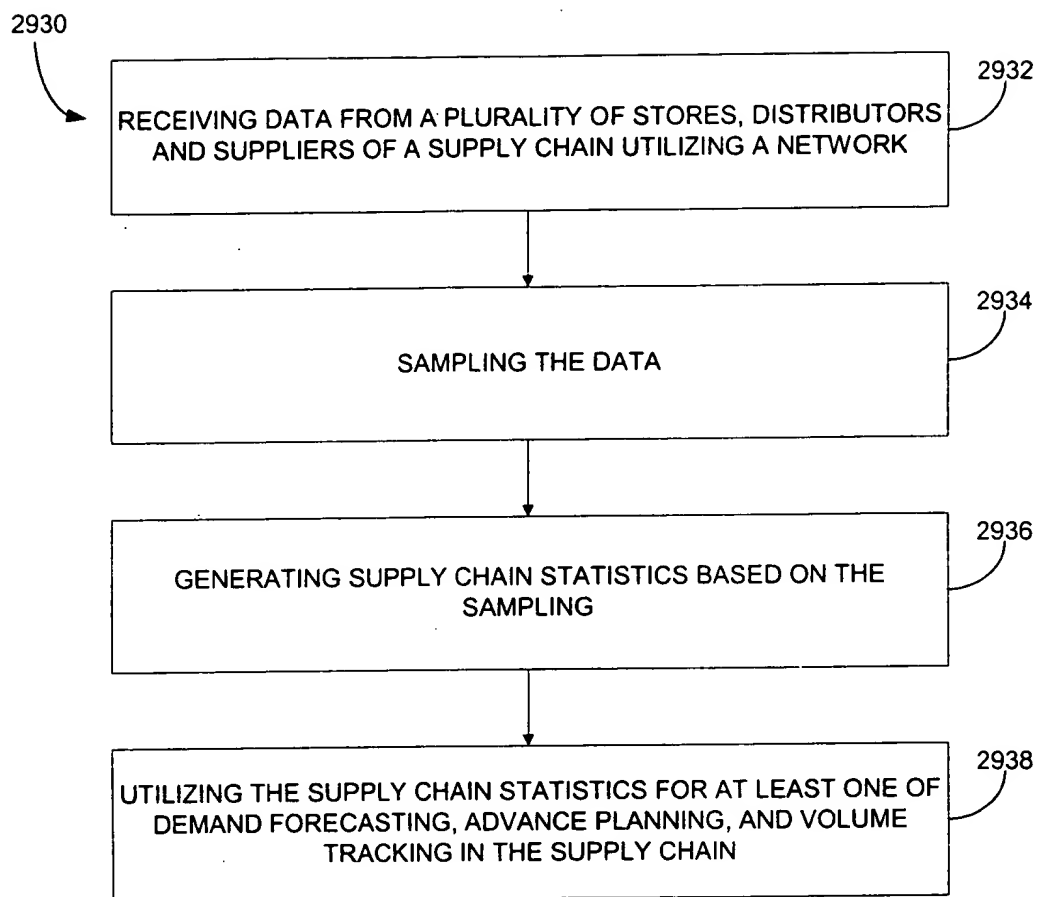 2930
2932
RECEIVING DATA FROM A PLURALITY OF STORES, DISTRIBUTORS
AND SUPPLIERS OF A SUPPLY CHAIN UTILIZING A NETWORK
2934
SAMPLING THE DATA
2936
GENERATING SUPPLY CHAIN STATISTICS BASED ON THE
SAMPLING
2938
UTILIZING THE SUPPLY CHAIN STATISTICS FOR AT LEAST ONE OF
DEMAND FORECASTING, ADVANCE PLANNING, AND VOLUME
TRACKING IN THE SUPPLY CHAIN